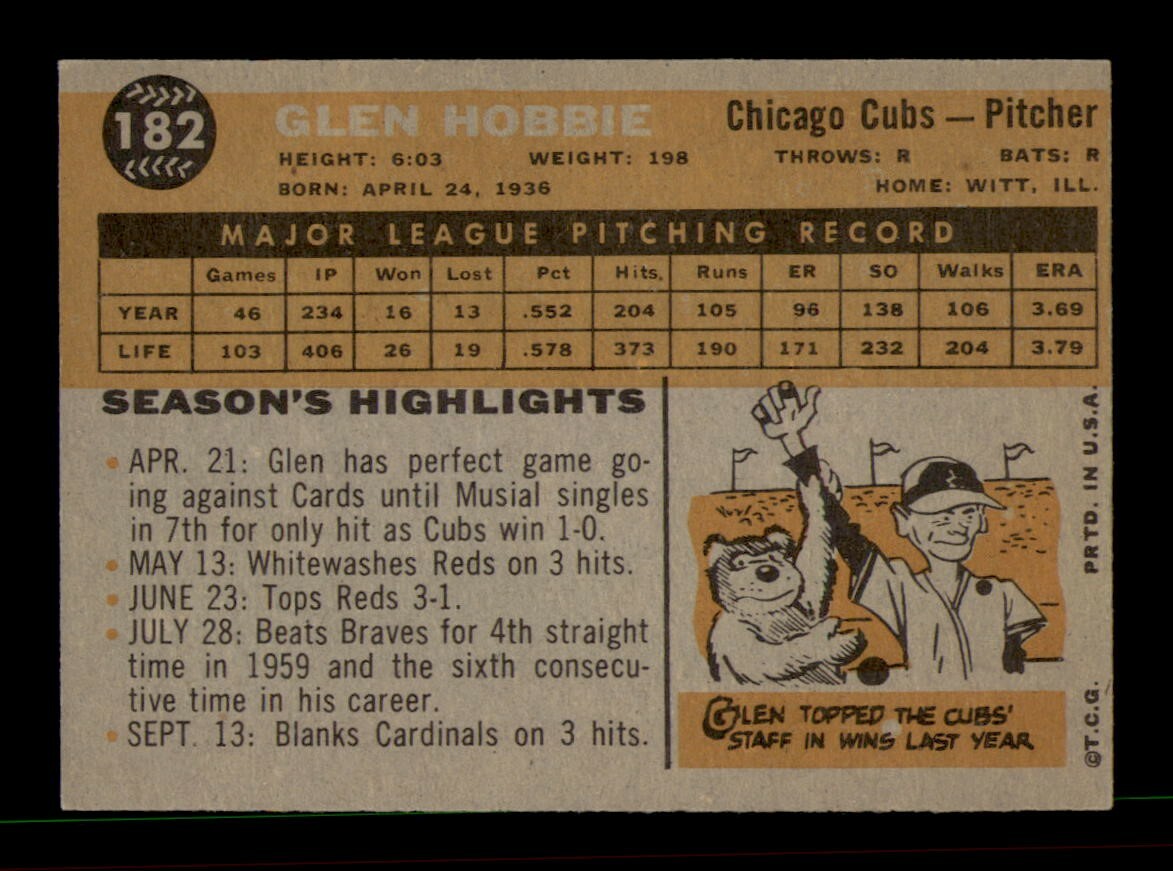 182
GLEN HOBBIE
Chicago Cubs — Pitcher
HEIGHT: 6:03 WEIGHT: 198 THROWS: R BATS: R
BORN: APRIL 24, 1936 HOME: WITT, ILL.
MAJOR LEAGUE PITCHING RECORD
Games IP Won Lost Pct Hits. Runs ER SO Walks ERA
YEAR 46 234 16 13 .552 204 105 96 138 106 3.69
LIFE 103 406 26 19 .578 373 190 171 232 204 3.79
SEASON'S HIGHLIGHTS
• APR. 21: Glen has perfect game go-
ing against Cards until Musial singles
in 7th for only hit as Cubs win 1-0.
• MAY 13: Whitewashes Reds on 3 hits.
• JUNE 23: Tops Reds 3-1.
• JULY 28: Beats Braves for 4th straight
time in 1959 and the sixth consecu-
tive time in his career.
• SEPT. 13: Blanks Cardinals on 3 hits.
GLEN TOPPED THE CUBS'
STAFF IN WINS LAST YEAR
©T.C.G. PRTD. IN U.S.A.